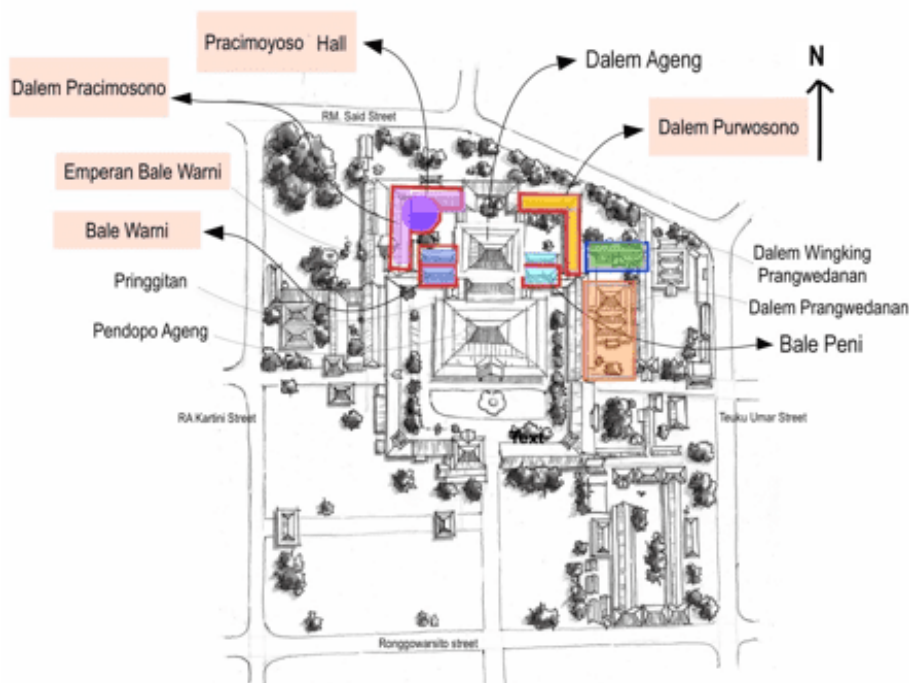 Pracimoyoso Hall
Dalem Ageng
N
Dalem Pracimosono
Dalem Purwosono
RM. Said Street
Emperan Bale Warni
Bale Warni
Dalem Wingking
Prangwedanan
Pringgitan
Dalem Prangwedanan
Pendopo Ageng
Bale Peni
RA Kartini Street
Teuku Umar Street
Text
Ronggowarsito street